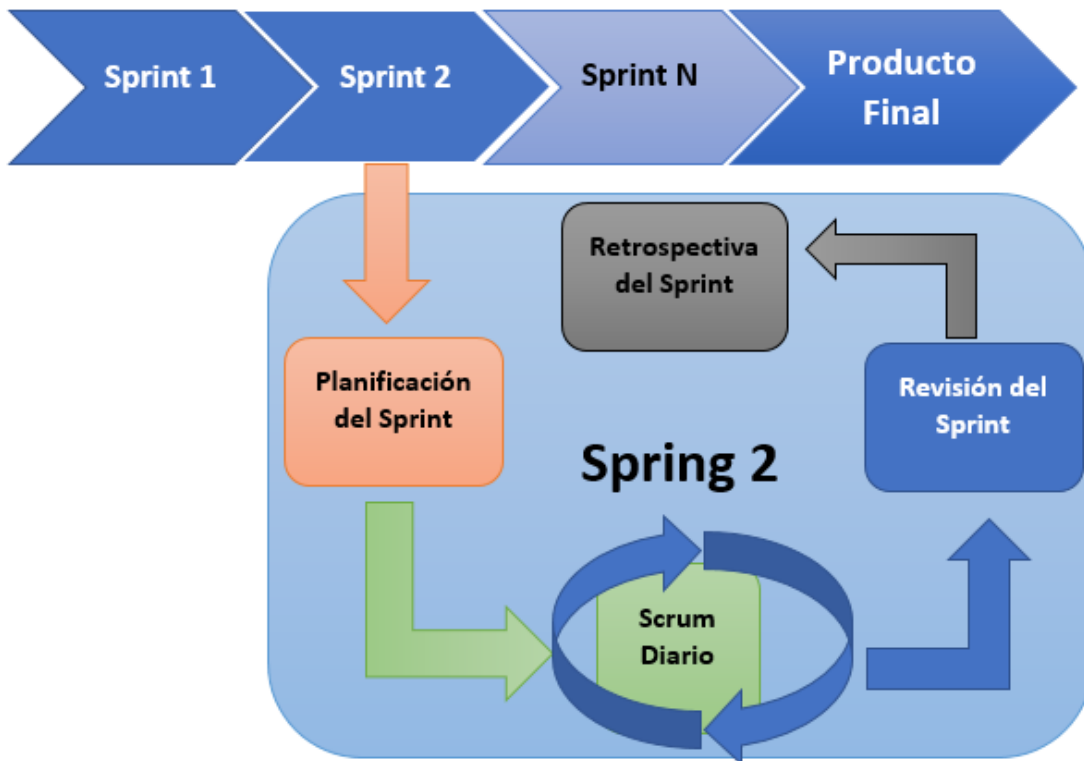 Sprint 1
Sprint 2
Sprint N
Producto
Final
Retrospectiva
del Sprint
Planificación
del Sprint
Revisión del
Sprint
Spring 2
Scrum
Diario